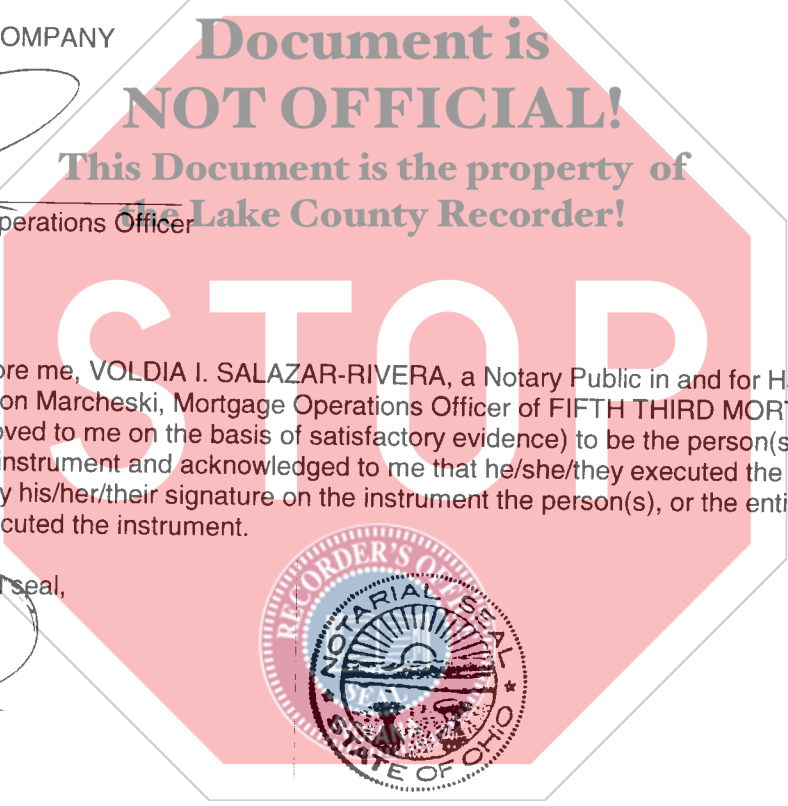 OMPANY
Document is
NOT OFFICIAL!
This Document is the property of
the Lake County Recorder!
perations Officer
STOP
ore me, VOLDIA I. SALAZAR-RIVERA, a Notary Public in and for H
on Marcheski, Mortgage Operations Officer of FIFTH THIRD MORT
oved to me on the basis of satisfactory evidence) to be the person(s
instrument and acknowledged to me that he/she/they executed the
y his/her/their signature on the instrument the person(s), or the enti
cuted the instrument.
seal,
RECORDER'S OFFI
SEAL
NOTARIAL SEAL
STATE OF OHIO